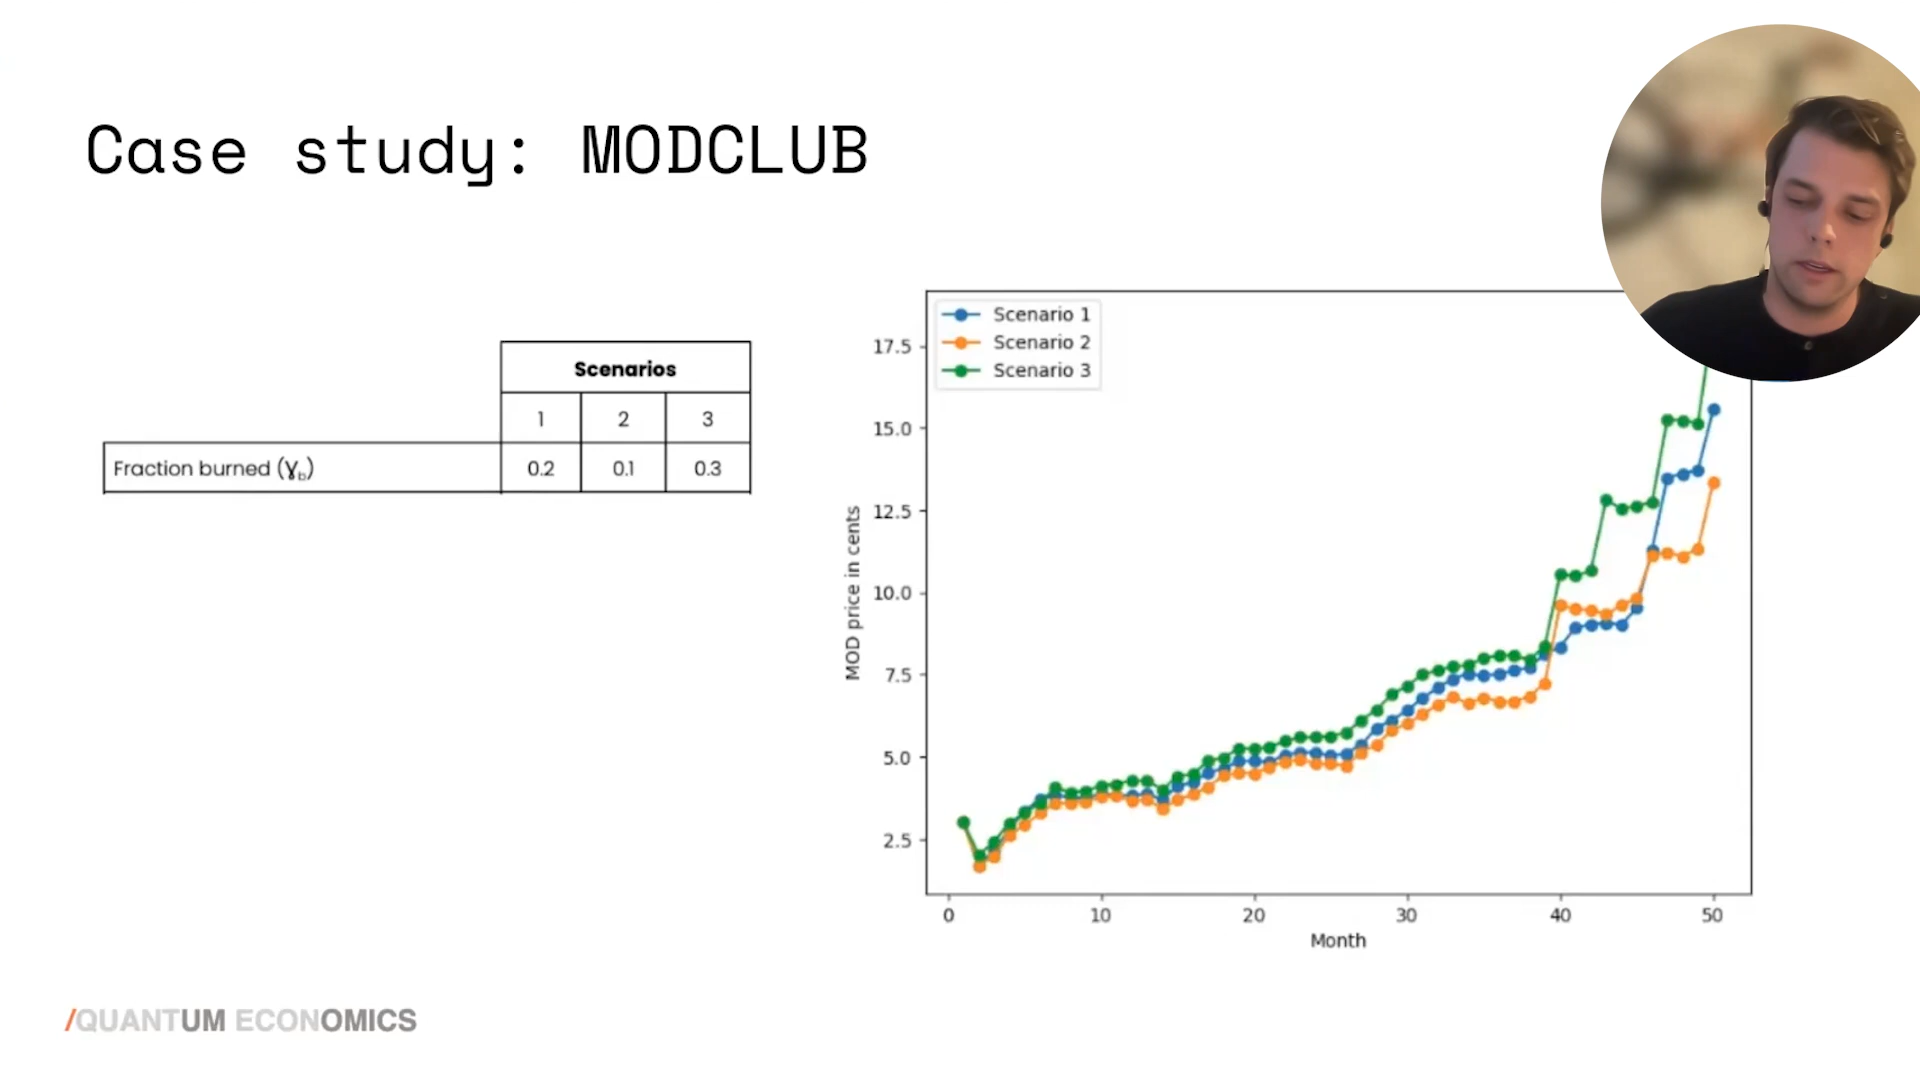 Case study: MODCLUB
Scenarios
1 2 3
Fraction burned (γb) 0.2 0.1 0.3
Scenario 1
Scenario 2
Scenario 3
17.5
15.0
12.5
10.0
7.5
5.0
2.5
MOD price in cents
0 10 20 30 40 50
Month
/QUANTUM ECONOMICS